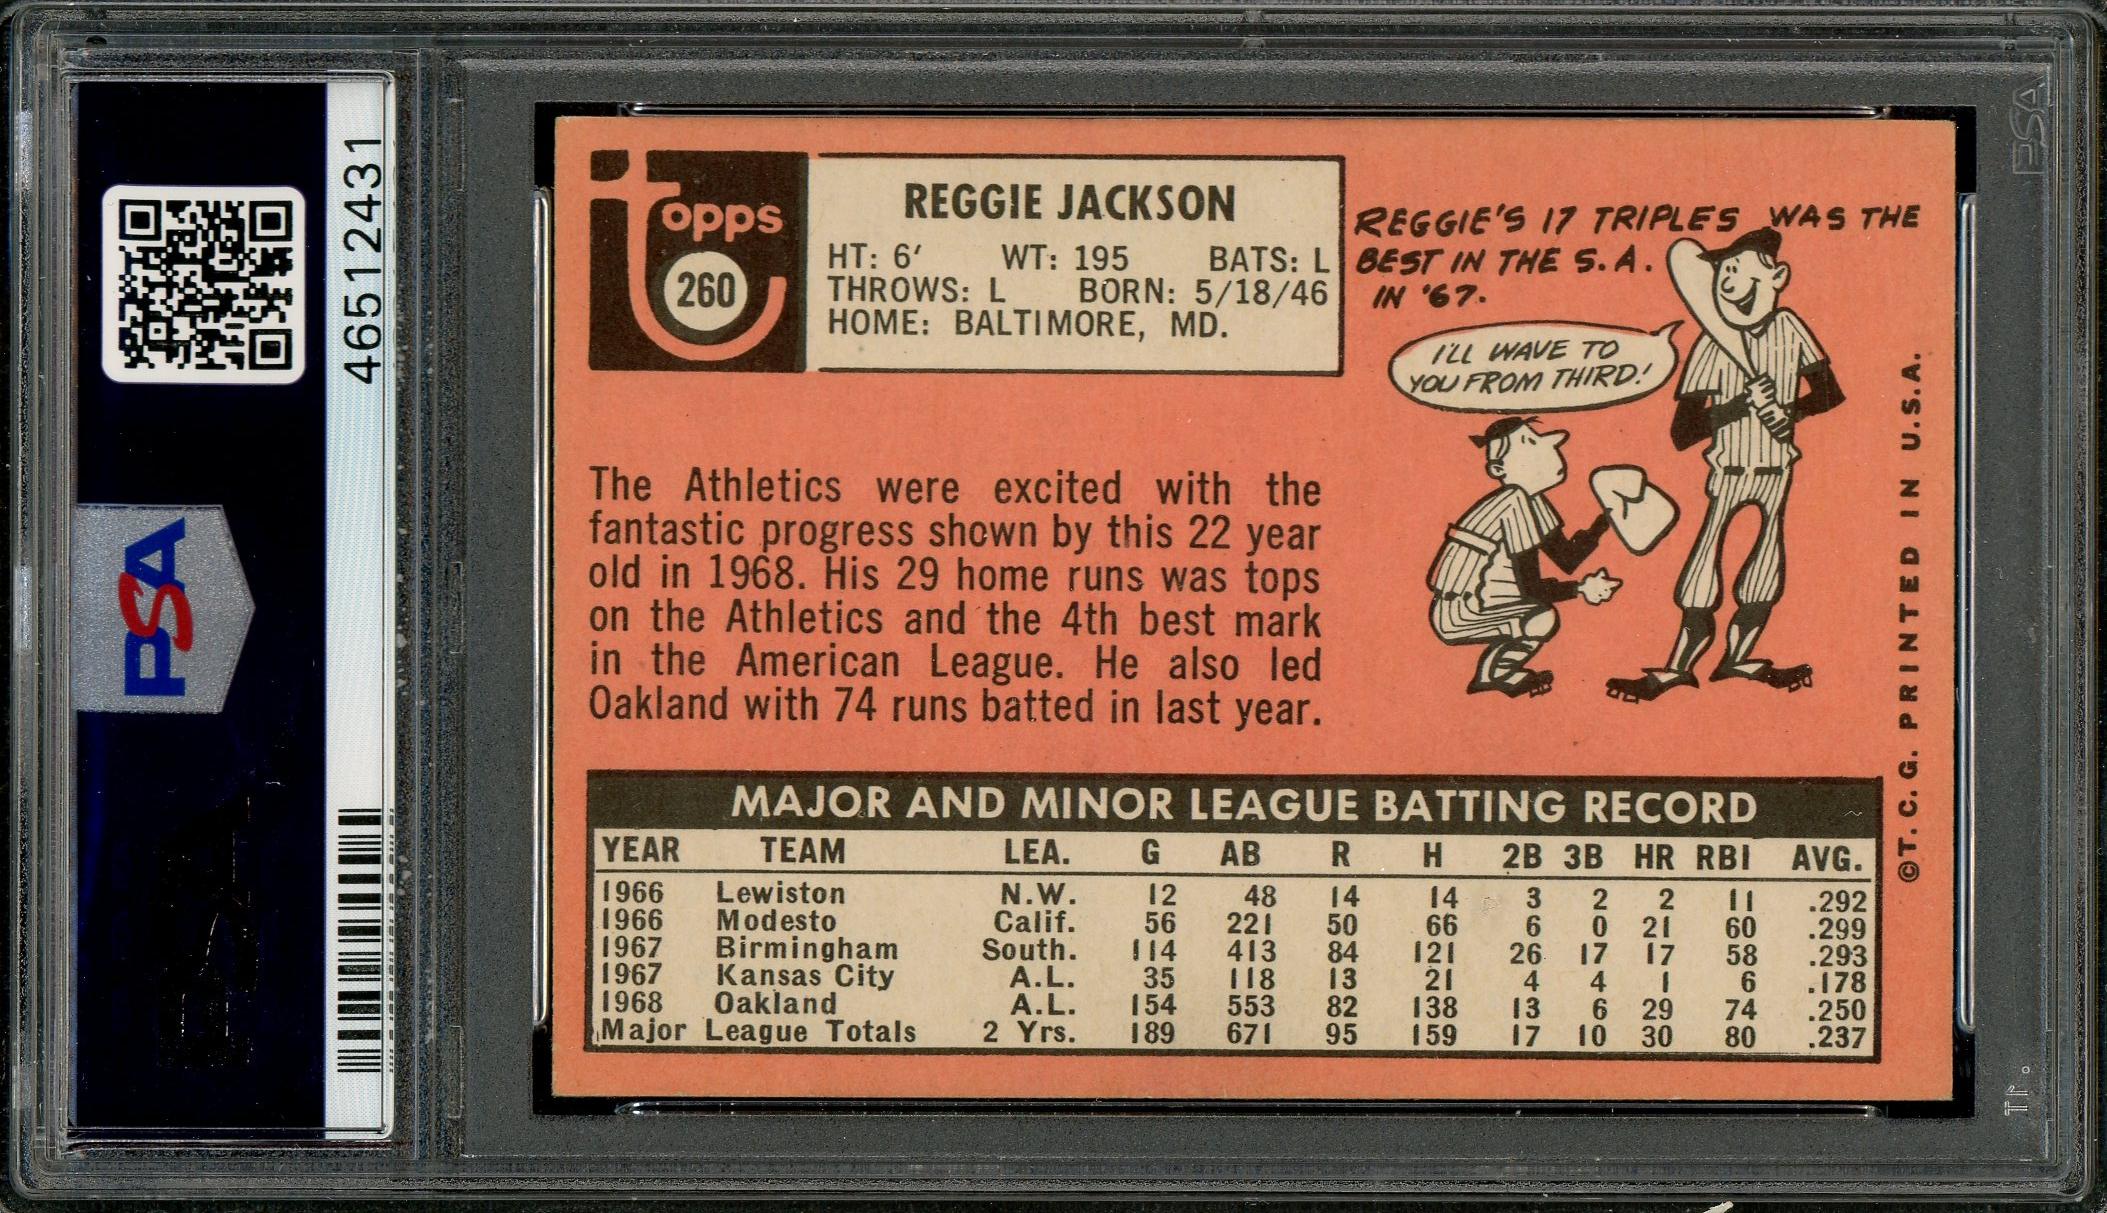 46512431
PSA
PSA
topps
260
REGGIE JACKSON
HT: 6' WT: 195 BATS: L
THROWS: L BORN: 5/18/46
HOME: BALTIMORE, MD.
REGGIE'S 17 TRIPLES WAS THE
BEST IN THE S.A.
IN '67.
I'LL WAVE TO
YOU FROM THIRD!
The Athletics were excited with the
fantastic progress shown by this 22 year
old in 1968. His 29 home runs was tops
on the Athletics and the 4th best mark
in the American League. He also led
Oakland with 74 runs batted in last year.
©T.C.G. PRINTED IN U.S.A.
MAJOR AND MINOR LEAGUE BATTING RECORD
YEAR TEAM LEA. G AB R H 2B 3B HR RBI AVG.
1966 Lewiston N.W. 12 48 14 14 3 2 2 11 .292
1966 Modesto Calif. 56 221 50 66 6 0 21 60 .299
1967 Birmingham South. 114 413 84 121 26 17 17 58 .293
1967 Kansas City A.L. 35 118 13 21 4 4 1 6 .178
1968 Oakland A.L. 154 553 82 138 13 6 29 74 .250
Major League Totals 2 Yrs. 189 671 95 159 17 10 30 80 .237